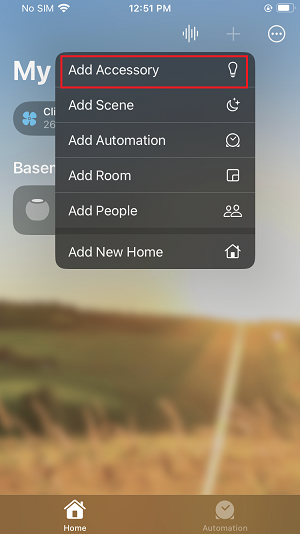 No SIM 12:51 PM
My
Add Accessory
Add Scene
Cli
26
Add Automation
Basem
Add Room
Add People
Add New Home
Home
Automation